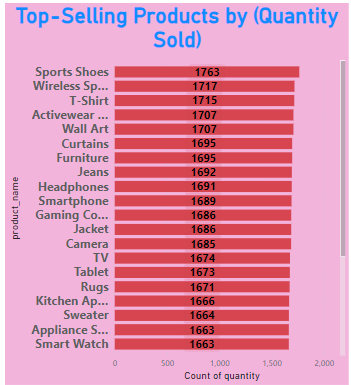 Top-Selling Products by (Quantity
Sold)
Sports Shoes 1763
Wireless Sp... 1717
T-Shirt 1715
Activewear ... 1707
Wall Art 1707
Curtains 1695
Furniture 1695
Jeans 1692
Headphones 1691
Smartphone 1689
Gaming Co... 1686
Jacket 1686
Camera 1685
TV 1674
Tablet 1673
Rugs 1671
Kitchen Ap... 1666
Sweater 1664
Appliance S... 1663
Smart Watch 1663
product_name
0 500 1,000 1,500 2,000
Count of quantity